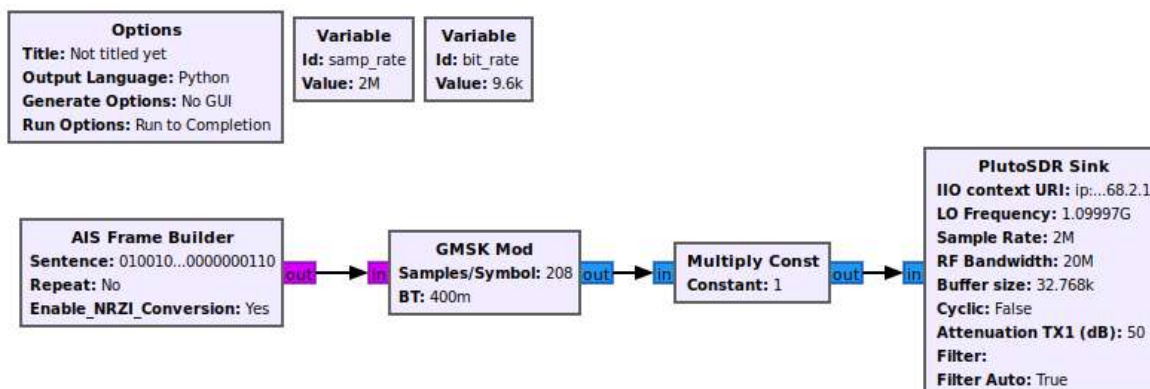 Options
Title: Not titled yet
Output Language: Python
Generate Options: No GUI
Run Options: Run to Completion
Variable
Id: samp_rate
Value: 2M
Variable
Id: bit_rate
Value: 9.6k
AIS Frame Builder
Sentence: 010010...0000000110
Repeat: No
Enable_NRZI_Conversion: Yes
out
in
GMSK Mod
Samples/Symbol: 208
BT: 400m
out
in
Multiply Const
Constant: 1
out
in
PlutoSDR Sink
IIO context URI: ip:...68.2.1
LO Frequency: 1.09997G
Sample Rate: 2M
RF Bandwidth: 20M
Buffer size: 32.768k
Cyclic: False
Attenuation TX1 (dB): 50
Filter:
Filter Auto: True